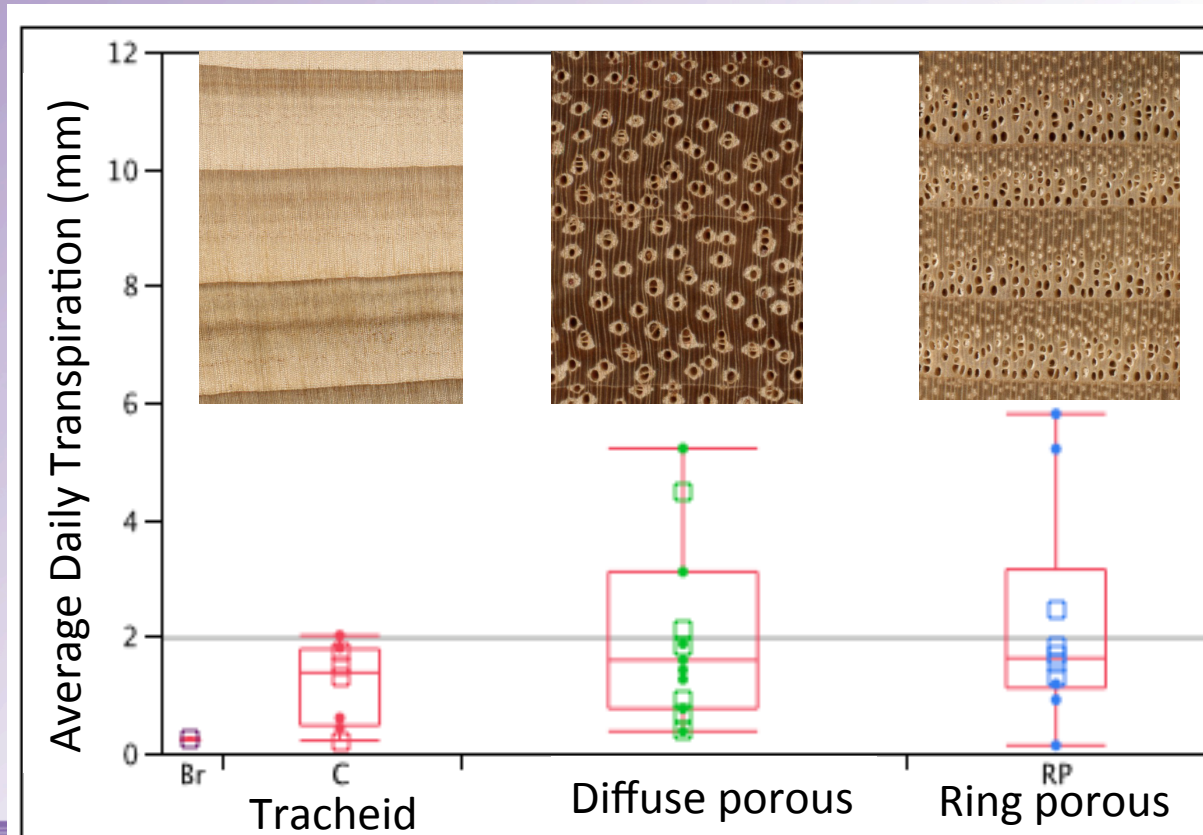 Average Daily Transpiration (mm)
12
10
8
6
4
2
0
Br
C
RP
Tracheid
Diffuse porous
Ring porous